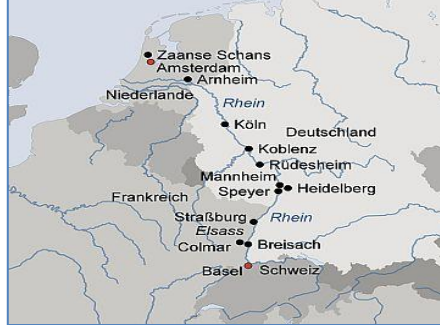 Zaanse Schans
Amsterdam
Arnheim
Niederlande
Rhein
Köln
Deutschland
Koblenz
Rüdesheim
Mannheim
Speyer
Heidelberg
Frankreich
Straßburg
Rhein
Elsass
Colmar
Breisach
Basel
Schweiz